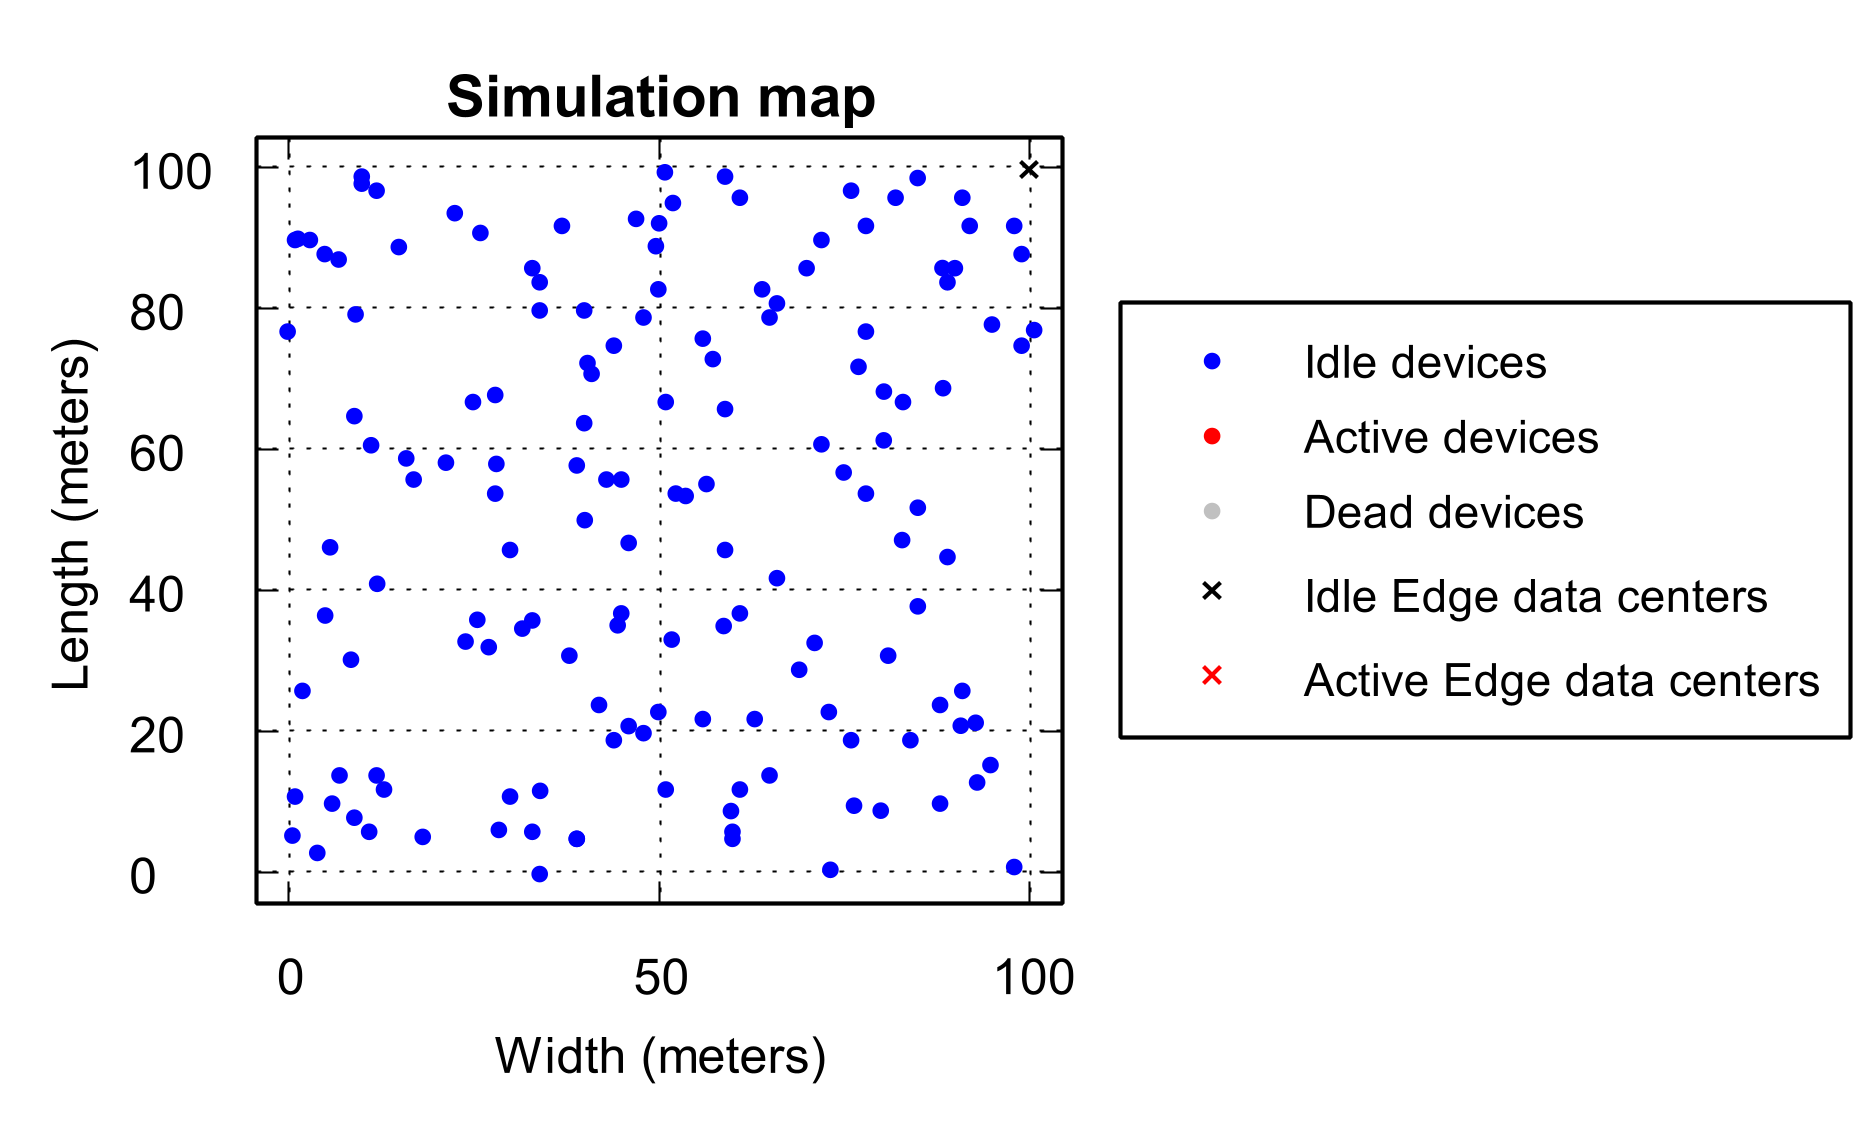 Simulation map
100
80
60
40
20
0
Length (meters)
0 50 100
Width (meters)
Idle devices
Active devices
Dead devices
Idle Edge data centers
Active Edge data centers